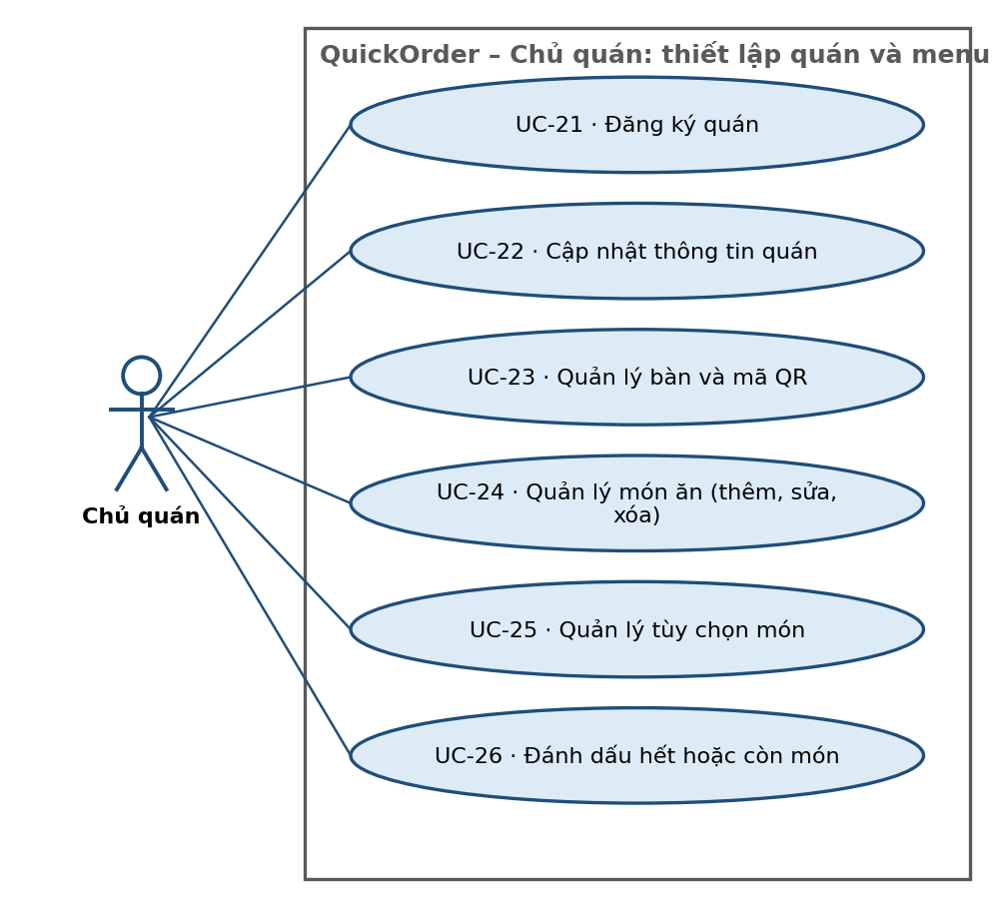 QuickOrder – Chủ quán: thiết lập quán và menu
UC-21 · Đăng ký quán
UC-22 · Cập nhật thông tin quán
UC-23 · Quản lý bàn và mã QR
UC-24 · Quản lý món ăn (thêm, sửa,
xóa)
Chủ quán
UC-25 · Quản lý tùy chọn món
UC-26 · Đánh dấu hết hoặc còn món